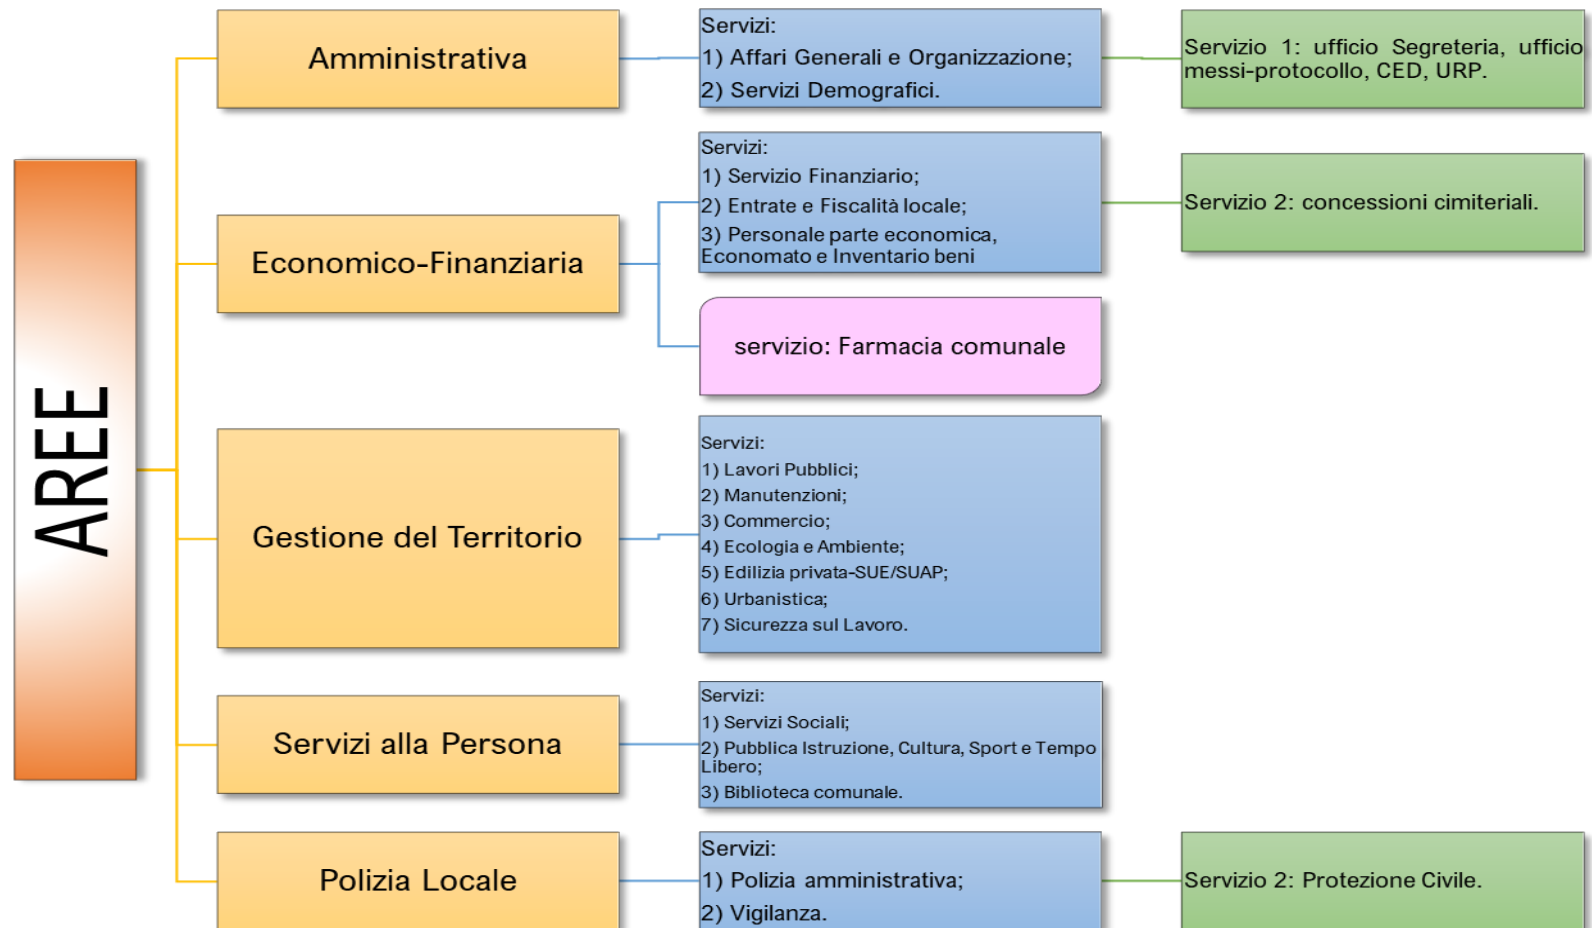 AREE
Amministrativa
Servizi:
1) Affari Generali e Organizzazione;
2) Servizi Demografici.
Servizio 1: ufficio Segreteria, ufficio
messi-protocollo, CED, URP.
Economico-Finanziaria
Servizi:
1) Servizio Finanziario;
2) Entrate e Fiscalità locale;
3) Personale parte economica,
Economato e Inventario beni
Servizio 2: concessioni cimiteriali.
servizio: Farmacia comunale
Gestione del Territorio
Servizi:
1) Lavori Pubblici;
2) Manutenzioni;
3) Commercio;
4) Ecologia e Ambiente;
5) Edilizia privata-SUE/SUAP;
6) Urbanistica;
7) Sicurezza sul Lavoro.
Servizi alla Persona
Servizi:
1) Servizi Sociali;
2) Pubblica Istruzione, Cultura, Sport e Tempo
Libero;
3) Biblioteca comunale.
Polizia Locale
Servizi:
1) Polizia amministrativa;
2) Vigilanza.
Servizio 2: Protezione Civile.